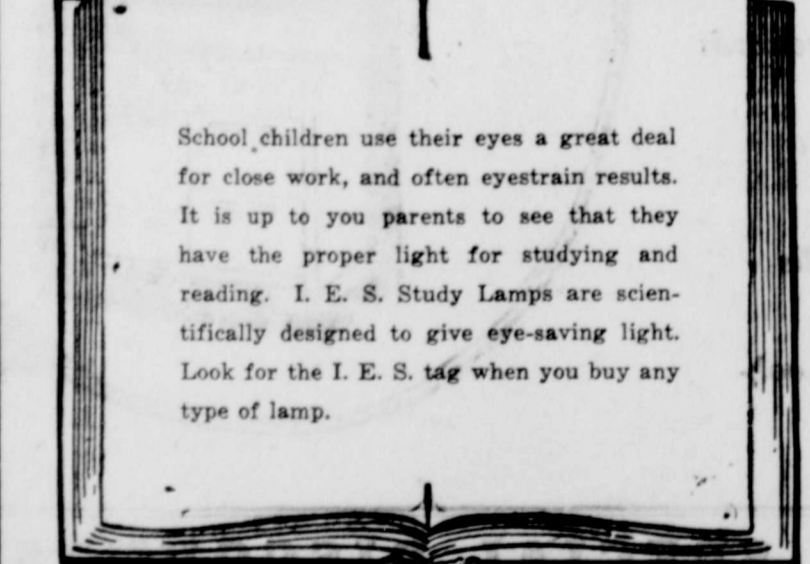 School children use their eyes a great deal
for close work, and often eyestrain results.
It is up to you parents to see that they
have the proper light for studying and
reading. I. E. S. Study Lamps are scien-
tifically designed to give eye-saving light.
Look for the I. E. S. tag when you buy any
type of lamp.